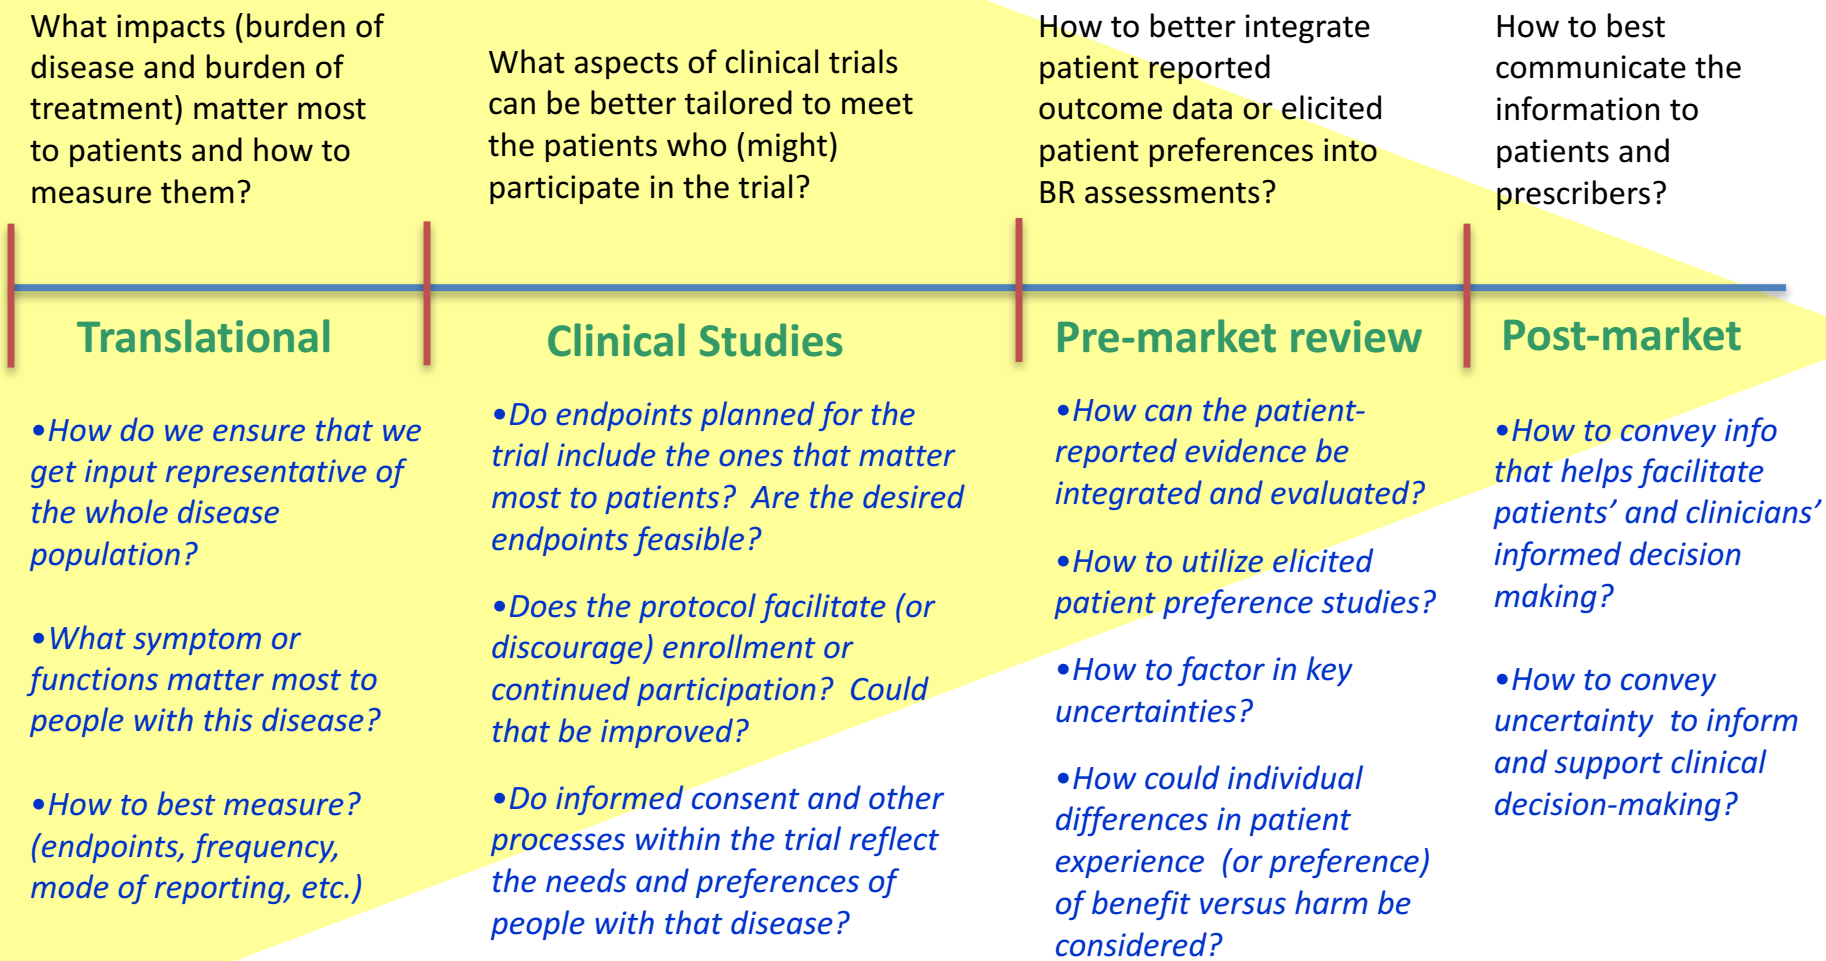 What impacts (burden of
disease and burden of
treatment) matter most
to patients and how to
measure them?
What aspects of clinical trials
can be better tailored to meet
the patients who (might)
participate in the trial?
How to better integrate
patient reported
outcome data or elicited
patient preferences into
BR assessments?
How to best
communicate the
information to
patients and
prescribers?
Translational
Clinical Studies
Pre-market review
Post-market
•How do we ensure that we
get input representative of
the whole disease
population?
•What symptom or
functions matter most to
people with this disease?
•How to best measure?
(endpoints, frequency,
mode of reporting, etc.)
•Do endpoints planned for the
trial include the ones that matter
most to patients?  Are the desired
endpoints feasible?
•Does the protocol facilitate (or
discourage) enrollment or
continued participation?  Could
that be improved?
•Do informed consent and other
processes within the trial reflect
the needs and preferences of
people with that disease?
•How can the patient-
reported evidence be
integrated and evaluated?
•How to utilize elicited
patient preference studies?
•How to factor in key
uncertainties?
•How could individual
differences in patient
experience  (or preference)
of benefit versus harm be
considered?
•How to convey info
that helps facilitate
patients’ and clinicians’
informed decision
making?
•How to convey
uncertainty  to inform
and support clinical
decision-making?